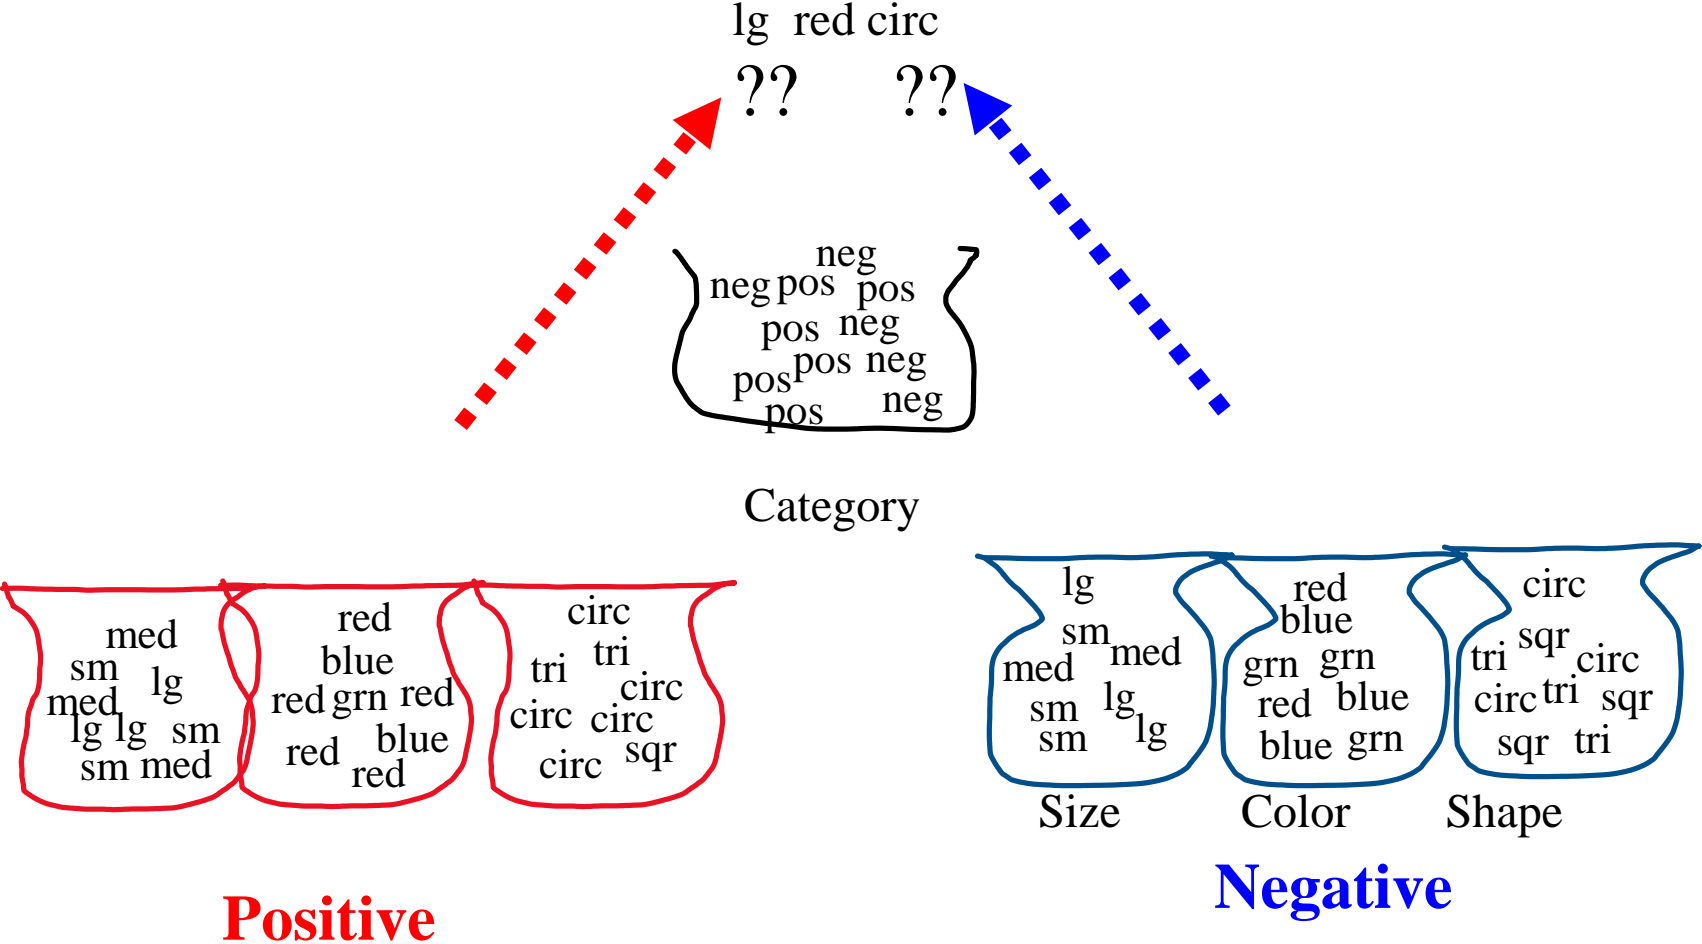 lg red circ
?? ??
neg
neg pos pos
pos neg
pos neg
pos
pos neg
Category
med
sm
lg
med
lg lg sm
sm med
red
blue
red grn red
blue
red
red
circ
tri
tri
circ
circ circ
sqr
circ
lg
sm
med med
lg
sm
lg
sm
red
blue
grn grn
red blue
blue grn
circ
sqr
tri circ
circ tri sqr
sqr tri
Size Color Shape
Positive
Negative